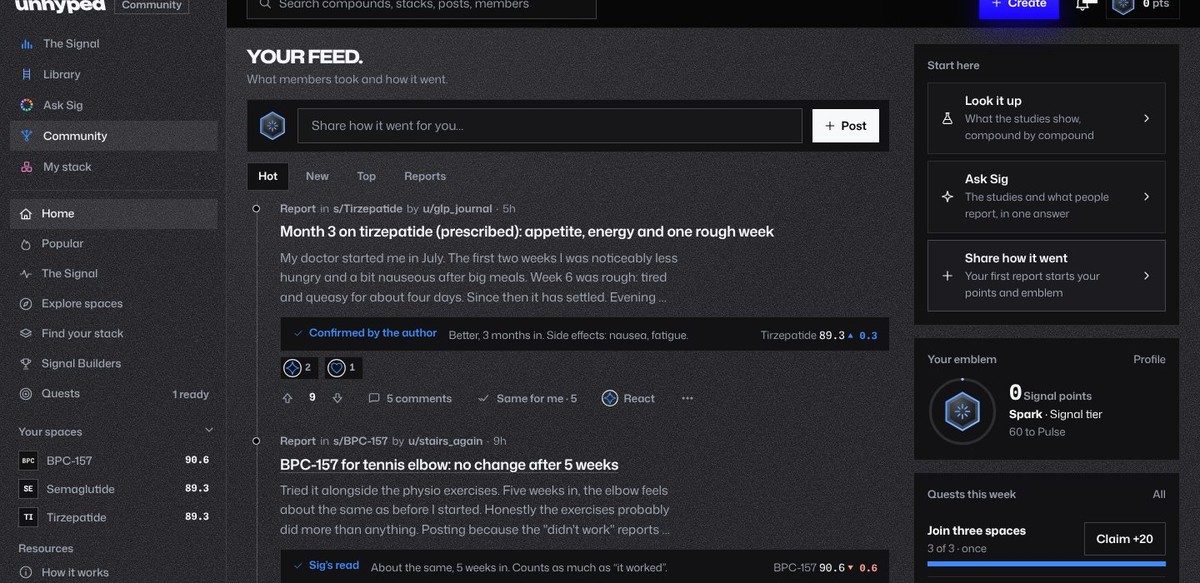 unhyped
Community
Search compounds, stacks, posts, members
+ Create
0 pts
The Signal
Library
Ask Sig
Community
My stack
Home
Popular
The Signal
Explore spaces
Find your stack
Signal Builders
Quests
1 ready
Your spaces
BPC
BPC-157
90.6
SE
Semaglutide
89.3
TI
Tirzepatide
89.3
Resources
How it works
YOUR FEED.
What members took and how it went.
Share how it went for you...
+ Post
Hot
New
Top
Reports
Report in s/Tirzepatide by u/glp_journal · 5h
Month 3 on tirzepatide (prescribed): appetite, energy and one rough week
My doctor started me in July. The first two weeks I was noticeably less
hungry and a bit nauseous after big meals. Week 6 was rough: tired
and queasy for about four days. Since then it has settled. Evening ...
Confirmed by the author
Better, 3 months in. Side effects: nausea, fatigue.
Tirzepatide 89.3 ▲ 0.3
2
1
9
5 comments
Same for me · 5
React
Report in s/BPC-157 by u/stairs_again · 9h
BPC-157 for tennis elbow: no change after 5 weeks
Tried it alongside the physio exercises. Five weeks in, the elbow feels
about the same as before I started. Honestly the exercises probably
did more than anything. Posting because the "didn't work" reports ...
Sig's read
About the same, 5 weeks in. Counts as much as "it worked".
BPC-157 90.6 ▼ 0.6
Start here
Look it up
What the studies show,
compound by compound
Ask Sig
The studies and what people
report, in one answer
Share how it went
Your first report starts your
points and emblem
Your emblem
Profile
0 Signal points
Spark · Signal tier
60 to Pulse
Quests this week
All
Join three spaces
3 of 3 · once
Claim +20